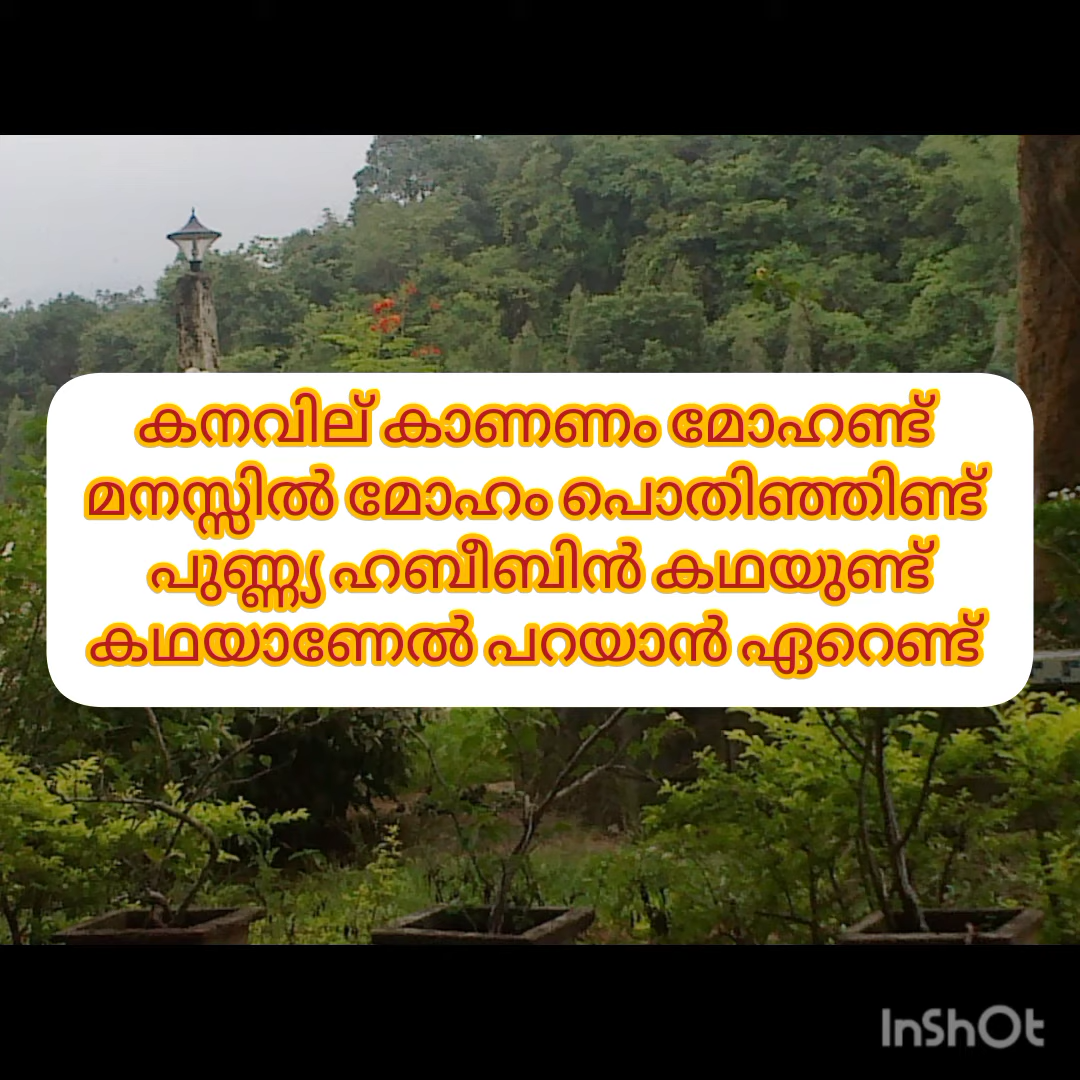 കനവില് കാണണം മോഹണ്ട്
മനസ്സിൽ മോഹം പൊതിഞ്ഞിണ്ട്
പുണ്ണ്യ ഹബീബിൻ കഥയുണ്ട്
കഥയാണേൽ പറയാൻ ഏറെണ്ട്
InShOt